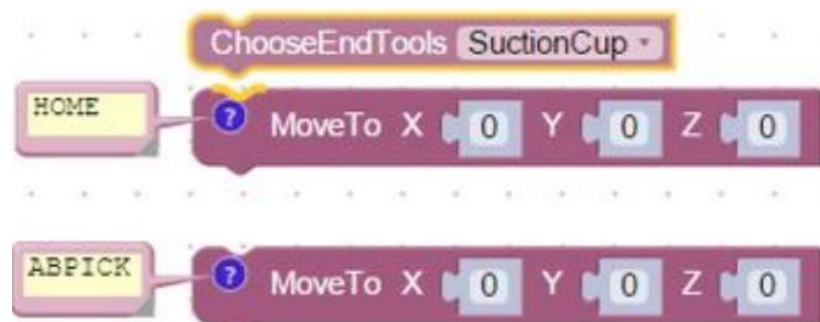 ChooseEndTools SuctionCup
HOME ? MoveTo X 0 Y 0 Z 0
ABPICK ? MoveTo X 0 Y 0 Z 0